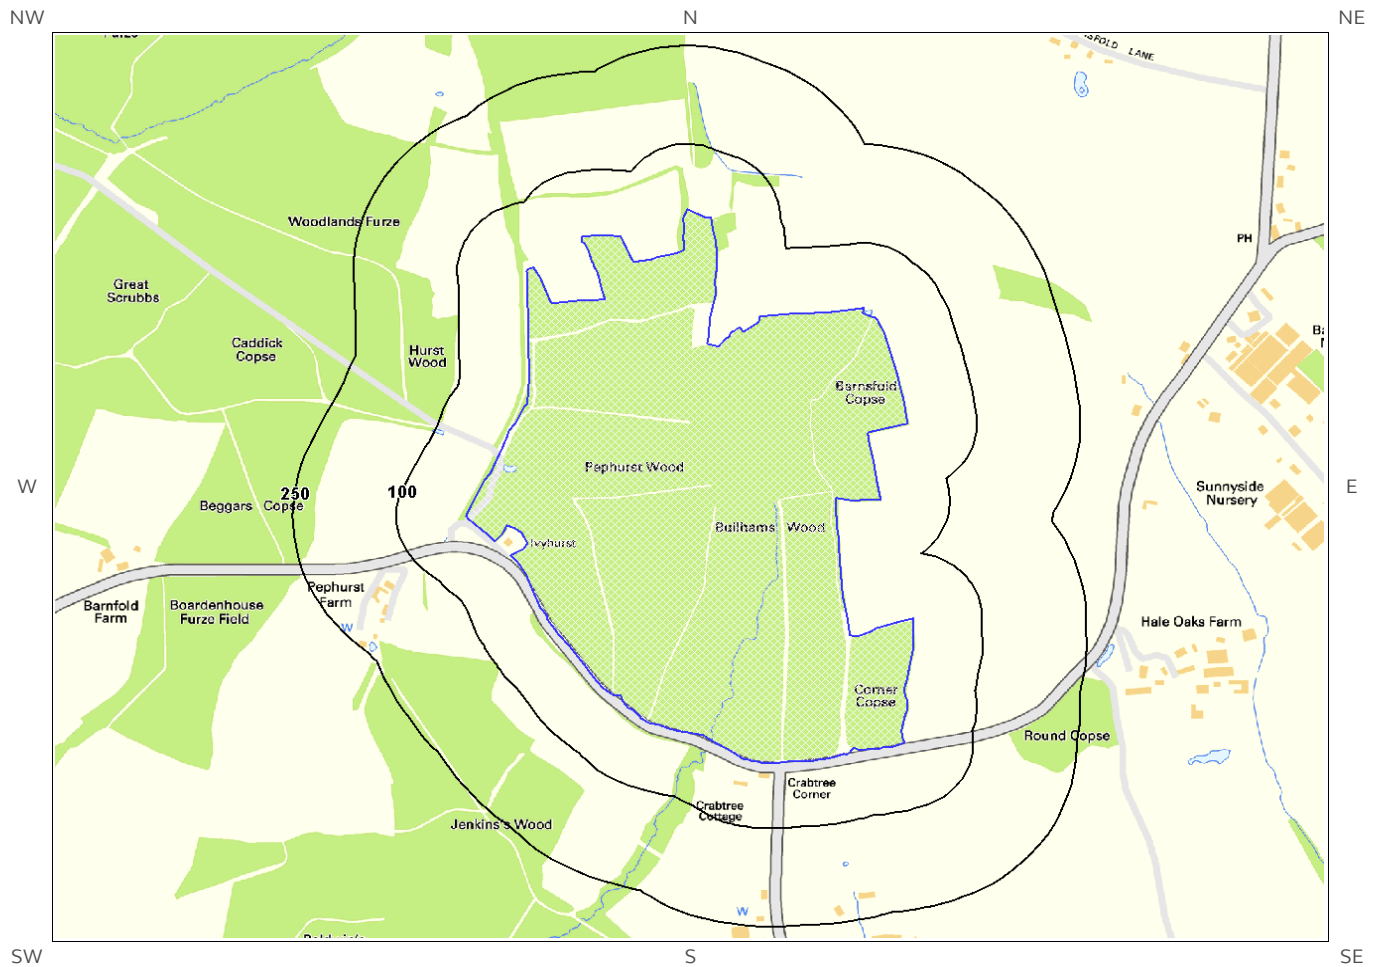 NW
N
NE
LANE
Woodlands Furze
PH
Great
Scrubbs
Caddick
Copse
Hurst
Wood
Barnsfold
Copse
Pephurst Wood
W
E
250
100
Beggars Copse
Sunnyside
Nursery
Builhams Wood
Ivyhurst
Pephurst
Farm
Barnfold
Farm
Boardenhouse
Furze Field
W
Hale Oaks Farm
Corner
Copse
Round Copse
Crabtree
Corner
Crabtree
Cottage
Jenkins's Wood
W
SW
S
SE